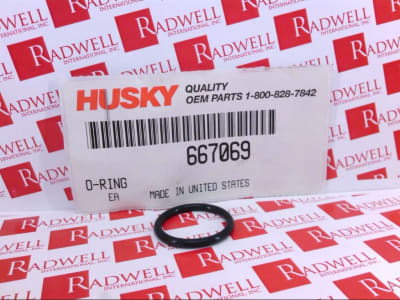 HUSKY
QUALITY
OEM PARTS 1-800-828-7842
667069
O-RING
EA
MADE IN UNITED STATES
RADWELL
INTERNATIONAL, INC.